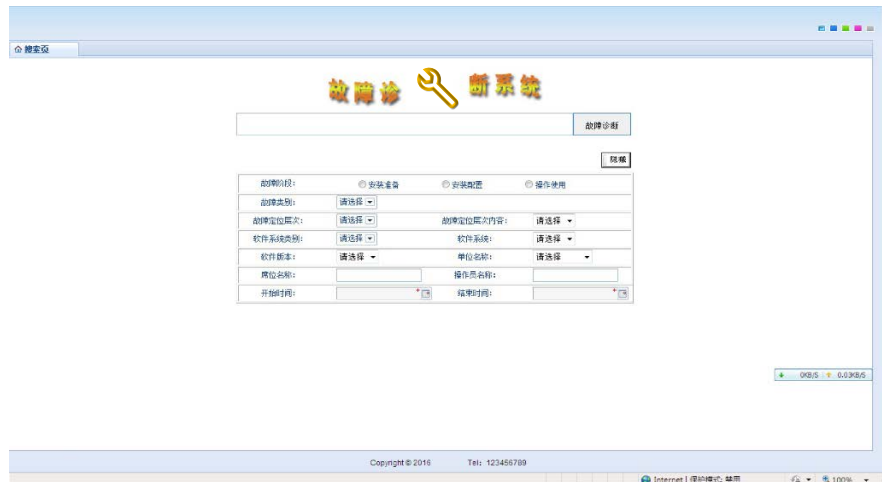 搜索页
故障诊 断系统
故障诊断
隐藏
故障阶段: 安装准备 安装配置 操作使用
故障类别: 请选择
故障定位层次: 请选择 故障定位层次内容: 请选择
软件系统类别: 请选择 软件系统: 请选择
软件版本: 请选择 单位名称: 请选择
席位名称: 操作员名称:
开始时间: * 结束时间: *
0KB/S 0.03KB/S
Copyright © 2016 Tel: 123456789
Internet | 保护模式: 禁用 100%